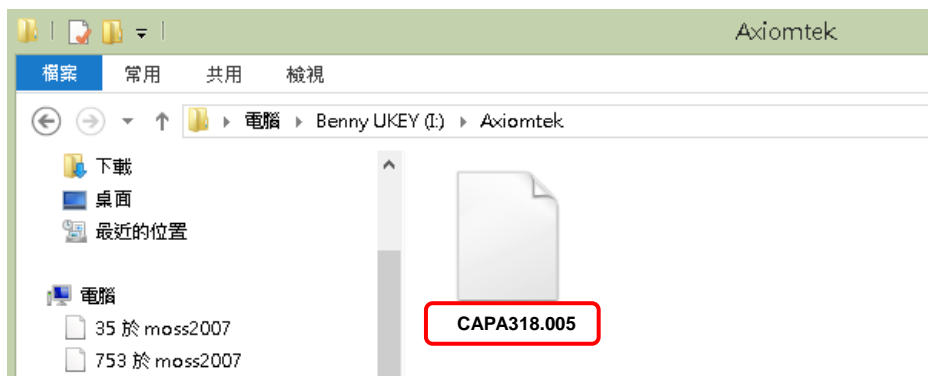 Axiomtek
檔案 常用 共用 檢視
電腦 Benny UKEY (I:) Axiomtek
下載
桌面
最近的位置
電腦
35 於 moss2007
753 於 moss2007
CAPA318.005